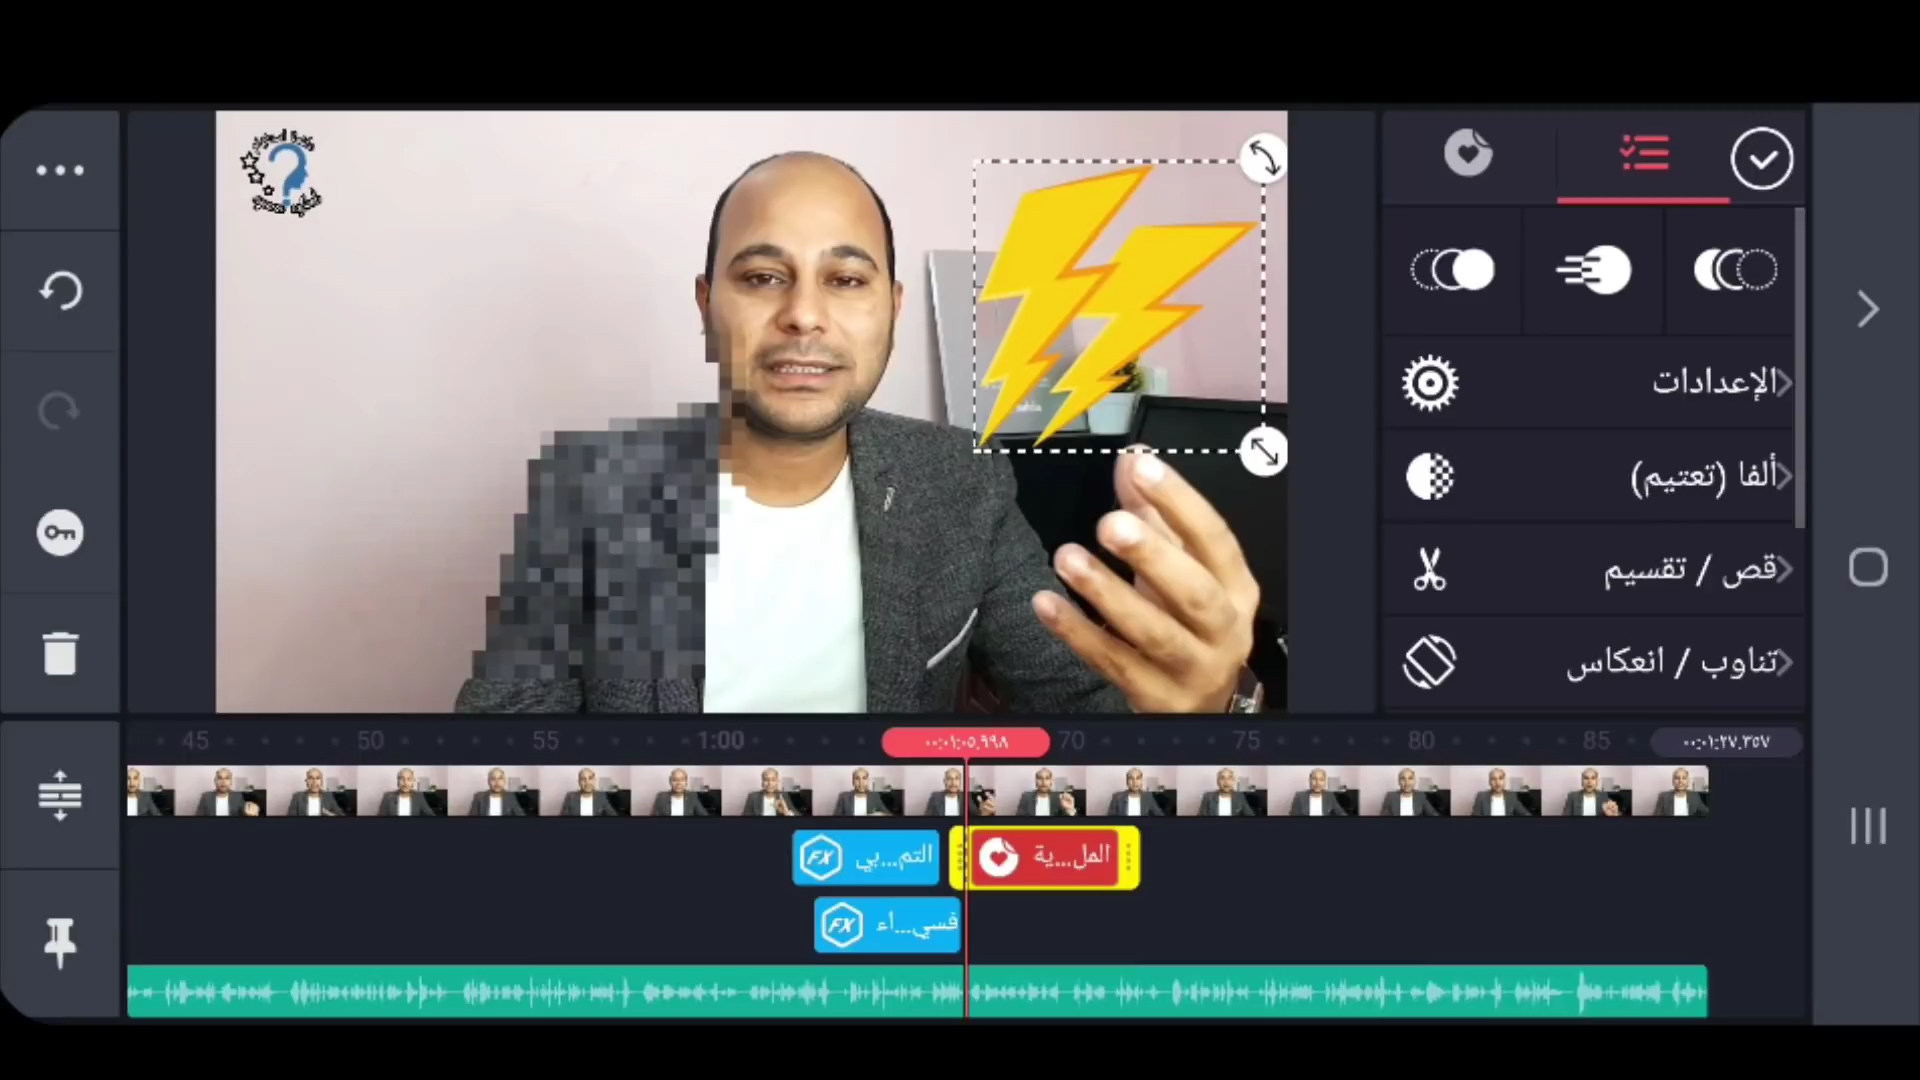 الإعدادات
ألفا (تعتيم)
قص / تقسيم
تناوب / انعكاس
45 50 55 1:00 ٠٠:٠١:٠٥.٩٩٨ 70 75 80 85 ٠٠:٠١:٢٧.٣٥٧
FX التم...بي المل...ية
FX فسي...أء